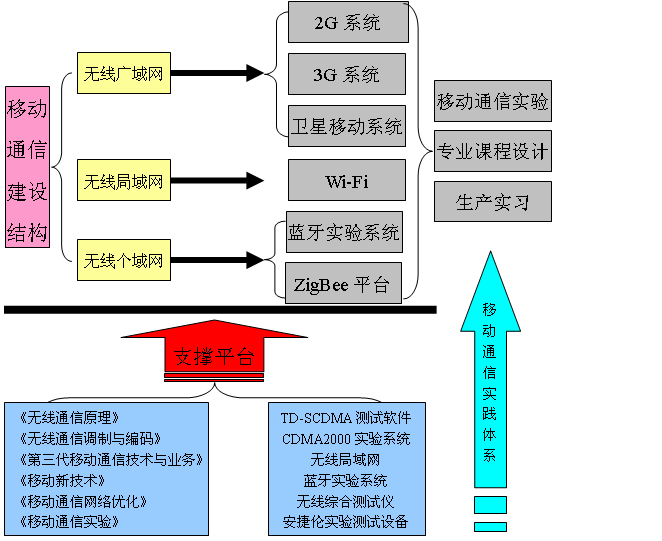 移动
通信
建设
结构
无线广域网
无线局域网
无线个域网
2G 系统
3G 系统
卫星移动系统
Wi-Fi
蓝牙实验系统
ZigBee 平台
移动通信实验
专业课程设计
生产实习
支撑平台
《无线通信原理》
《无线通信调制与编码》
《第三代移动通信技术与业务》
《移动新技术》
《移动通信网络优化》
《移动通信实验》
TD-SCDMA 测试软件
CDMA2000 实验系统
无线局域网
蓝牙实验系统
无线综合测试仪
安捷伦实验测试设备
移动通信实践体系